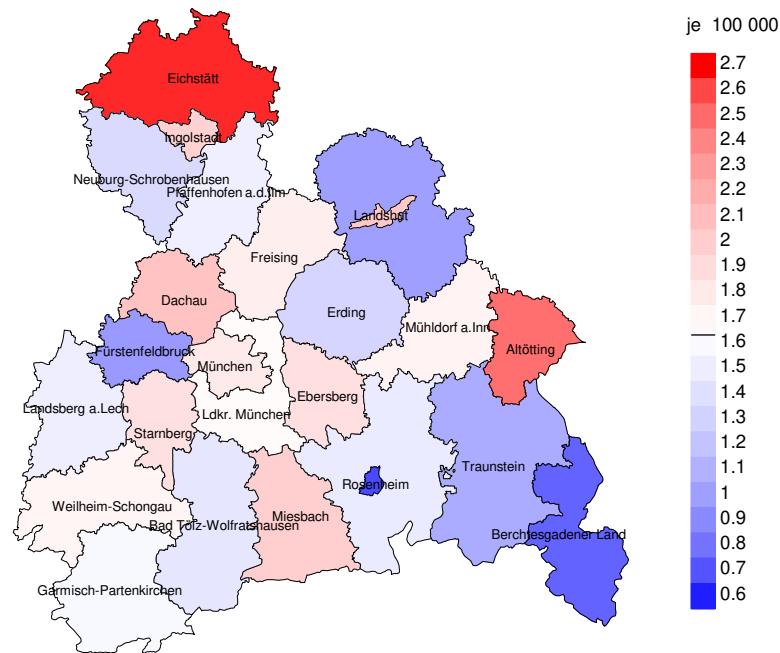 je 100 000
2.7
2.6
2.5
2.4
2.3
2.2
2.1
2
1.9
1.8
1.7
1.6
1.5
1.4
1.3
1.2
1.1
1
0.9
0.8
0.7
0.6
Eichstätt
Ingolstadt
Neuburg-Schrobenhausen
Pfaffenhofen a.d.Ilm
Landshut
Freising
Dachau
Erding
Mühldorf a.Inn
Altötting
Fürstenfeldbruck
München
Landsberg a.Lech
Ldkr. München
Ebersberg
Starnberg
Traunstein
Rosenheim
Weilheim-Schongau
Bad Tölz-Wolfratshausen
Miesbach
Berchtesgadener Land
Garmisch-Partenkirchen